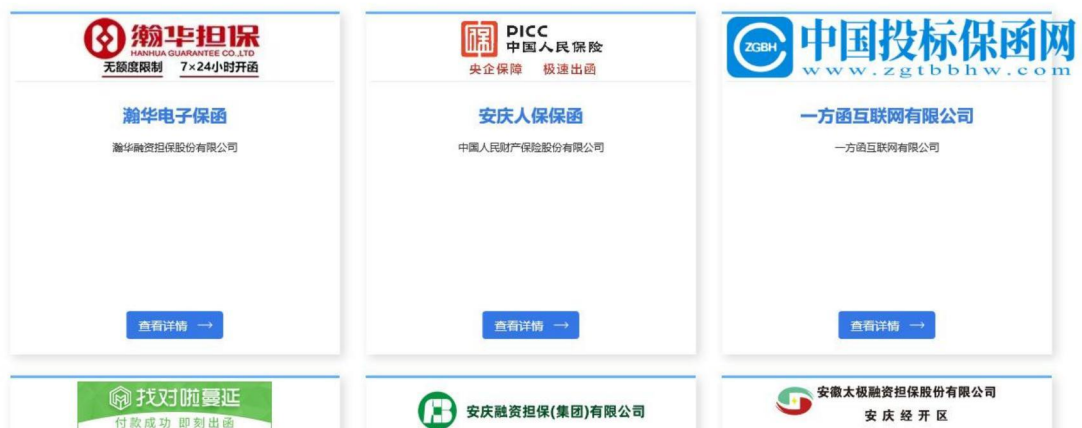 瀚华担保
HANHUA GUARANTEE CO.,LTD
无额度限制 7×24小时开函
瀚华电子保函
瀚华融资担保股份有限公司
查看详情 →
保
PICC
中国人民保险
央企保障 极速出函
安庆人保保函
中国人民财产保险股份有限公司
查看详情 →
ZGBH
中国投标保函网
www.zgtbbhw.com
一方函互联网有限公司
一方函互联网有限公司
查看详情 →
找对啦蔓延
付款成功 即刻出函
安庆融资担保(集团)有限公司
安徽太极融资担保股份有限公司
安庆经开区